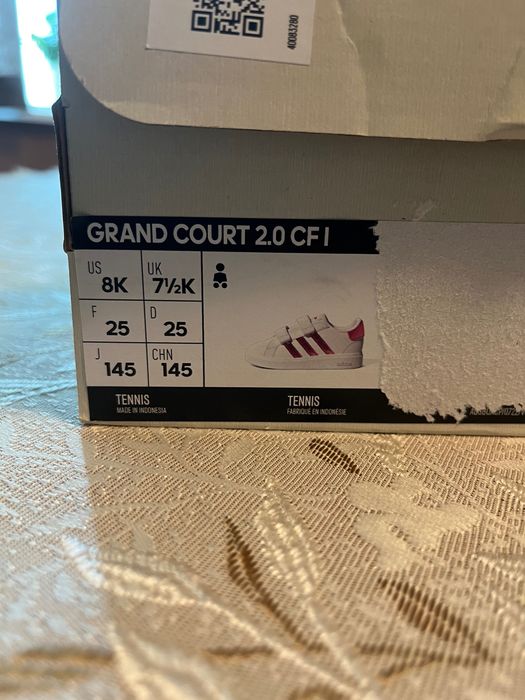 40083280
GRAND COURT 2.0 CF I
US 8K UK 7½K
F 25 D 25
J 145 CHN 145
TENNIS TENNIS
MADE IN INDONESIA FABRIQUÉ EN INDONÉSIE